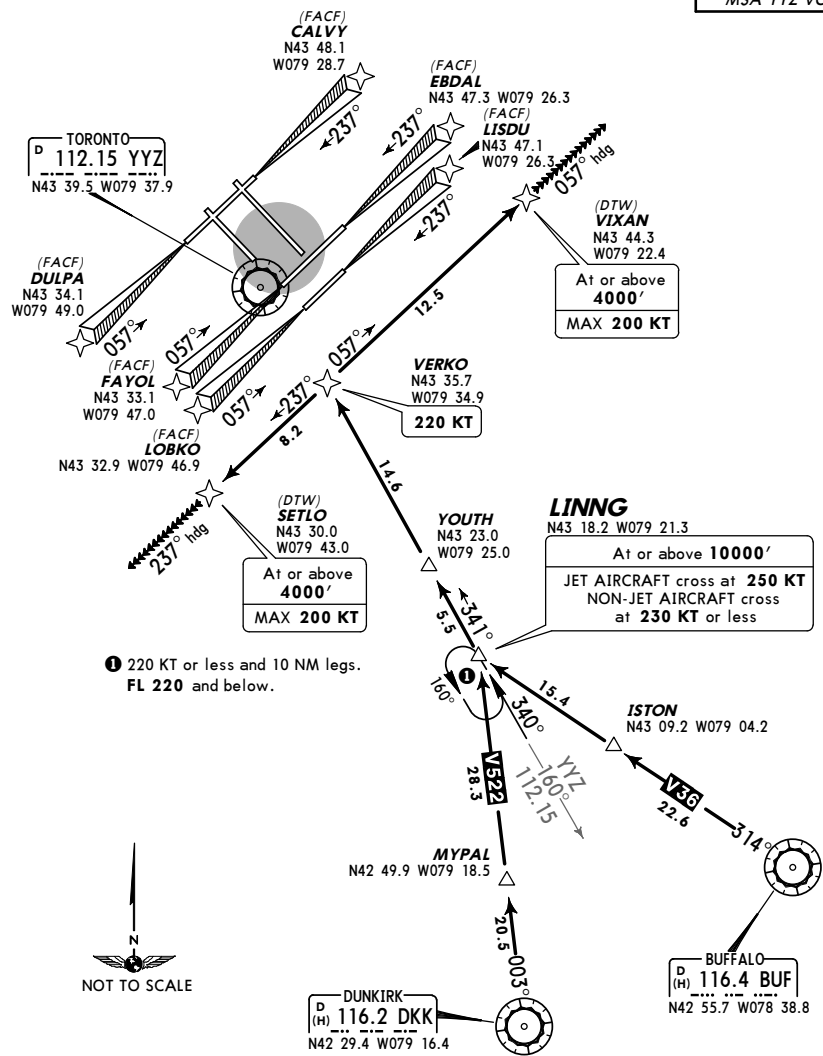 MSA YYZ VO
(FACF)
CALVY
N43 48.1
W079 28.7
(FACF)
EBDAL
N43 47.3 W079 26.3
(FACF)
LISDU
N43 47.1
W079 26.3
←237°
←237°
←237°
057° hdg
TORONTO
D 112.15 YYZ
N43 39.5 W079 37.9
(DTW)
VIXAN
N43 44.3
W079 22.4
At or above
4000'
MAX 200 KT
12.5
(FACF)
DULPA
N43 34.1
W079 49.0
057°→
057°→
057°→
057°→
(FACF)
FAYOL
N43 33.1
W079 47.0
←237°
8.2
VERKO
N43 35.7
W079 34.9
220 KT
(FACF)
LOBKO
N43 32.9 W079 46.9
14.6
237° hdg
(DTW)
SETLO
N43 30.0
W079 43.0
At or above
4000'
MAX 200 KT
YOUTH
N43 23.0
W079 25.0
LINNG
N43 18.2 W079 21.3
At or above 10000'
JET AIRCRAFT cross at 250 KT
NON-JET AIRCRAFT cross
at 230 KT or less
5.5
341°
❶ 220 KT or less and 10 NM legs.
FL 220 and below.
❶
160°
340°
15.4
ISTON
N43 09.2 W079 04.2
YYZ
160°
112.15
V522
28.3
V36
22.6
314°
MYPAL
N42 49.9 W079 18.5
20.5
003°
N
NOT TO SCALE
DUNKIRK
D
(H) 116.2 DKK
N42 29.4 W079 16.4
BUFFALO
D
(H) 116.4 BUF
N42 55.7 W078 38.8